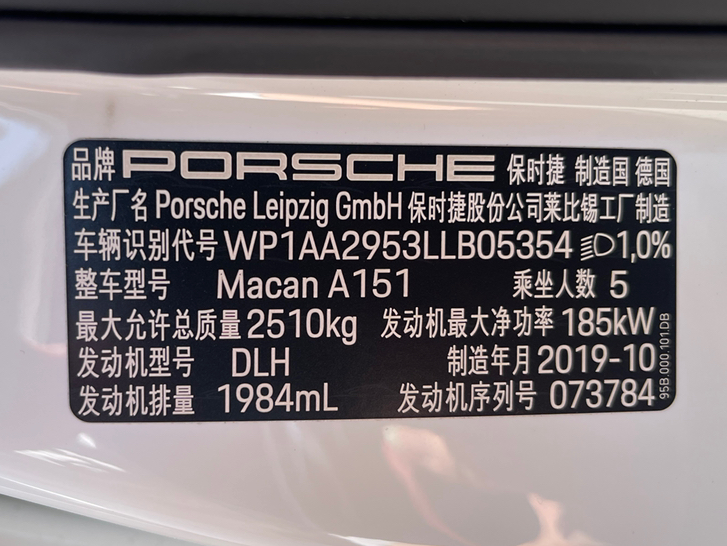 品牌 PORSCHE 保时捷 制造国 德国
生产厂名 Porsche Leipzig GmbH 保时捷股份公司莱比锡工厂制造
车辆识别代号 WP1AA2953LLB05354 1,0%
整车型号 Macan A151 乘坐人数 5
最大允许总质量 2510kg 发动机最大净功率 185kW
发动机型号 DLH 制造年月 2019-10
发动机排量 1984mL 发动机序列号 073784
95B.000.101.DB